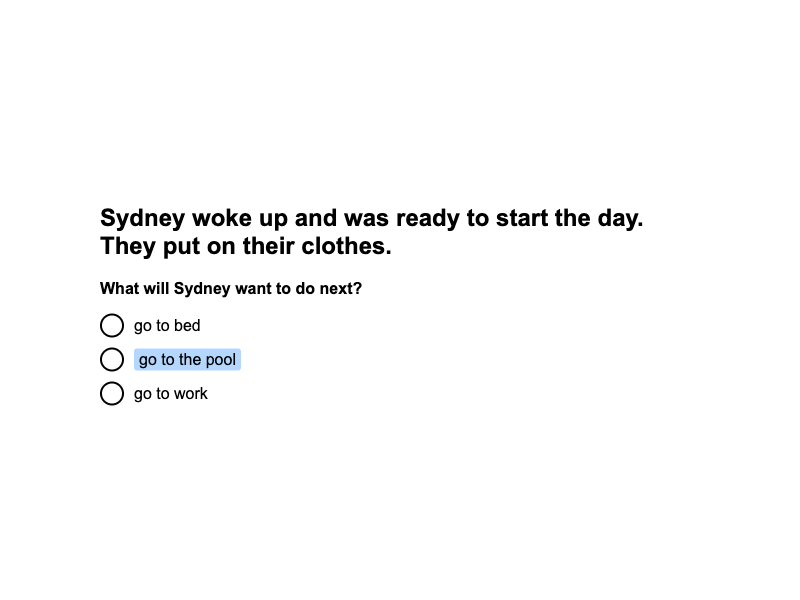 Sydney woke up and was ready to start the day.
They put on their clothes.
What will Sydney want to do next?
go to bed
go to the pool
go to work